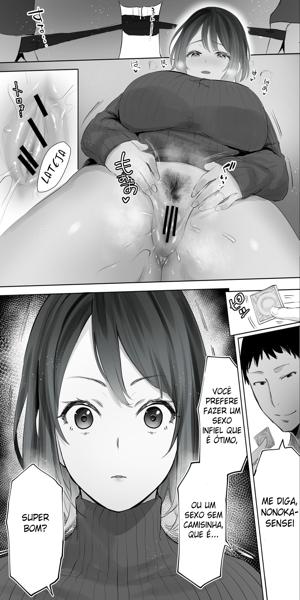 LATEJA
ME DIGA,
NONOKA-
SENSEI
VOCÊ
PREFERE
FAZER UM
SEXO
INFIEL QUE
É ÓTIMO,
OU UM
SEXO SEM
CAMISINHA,
QUE É...
SUPER
BOM?